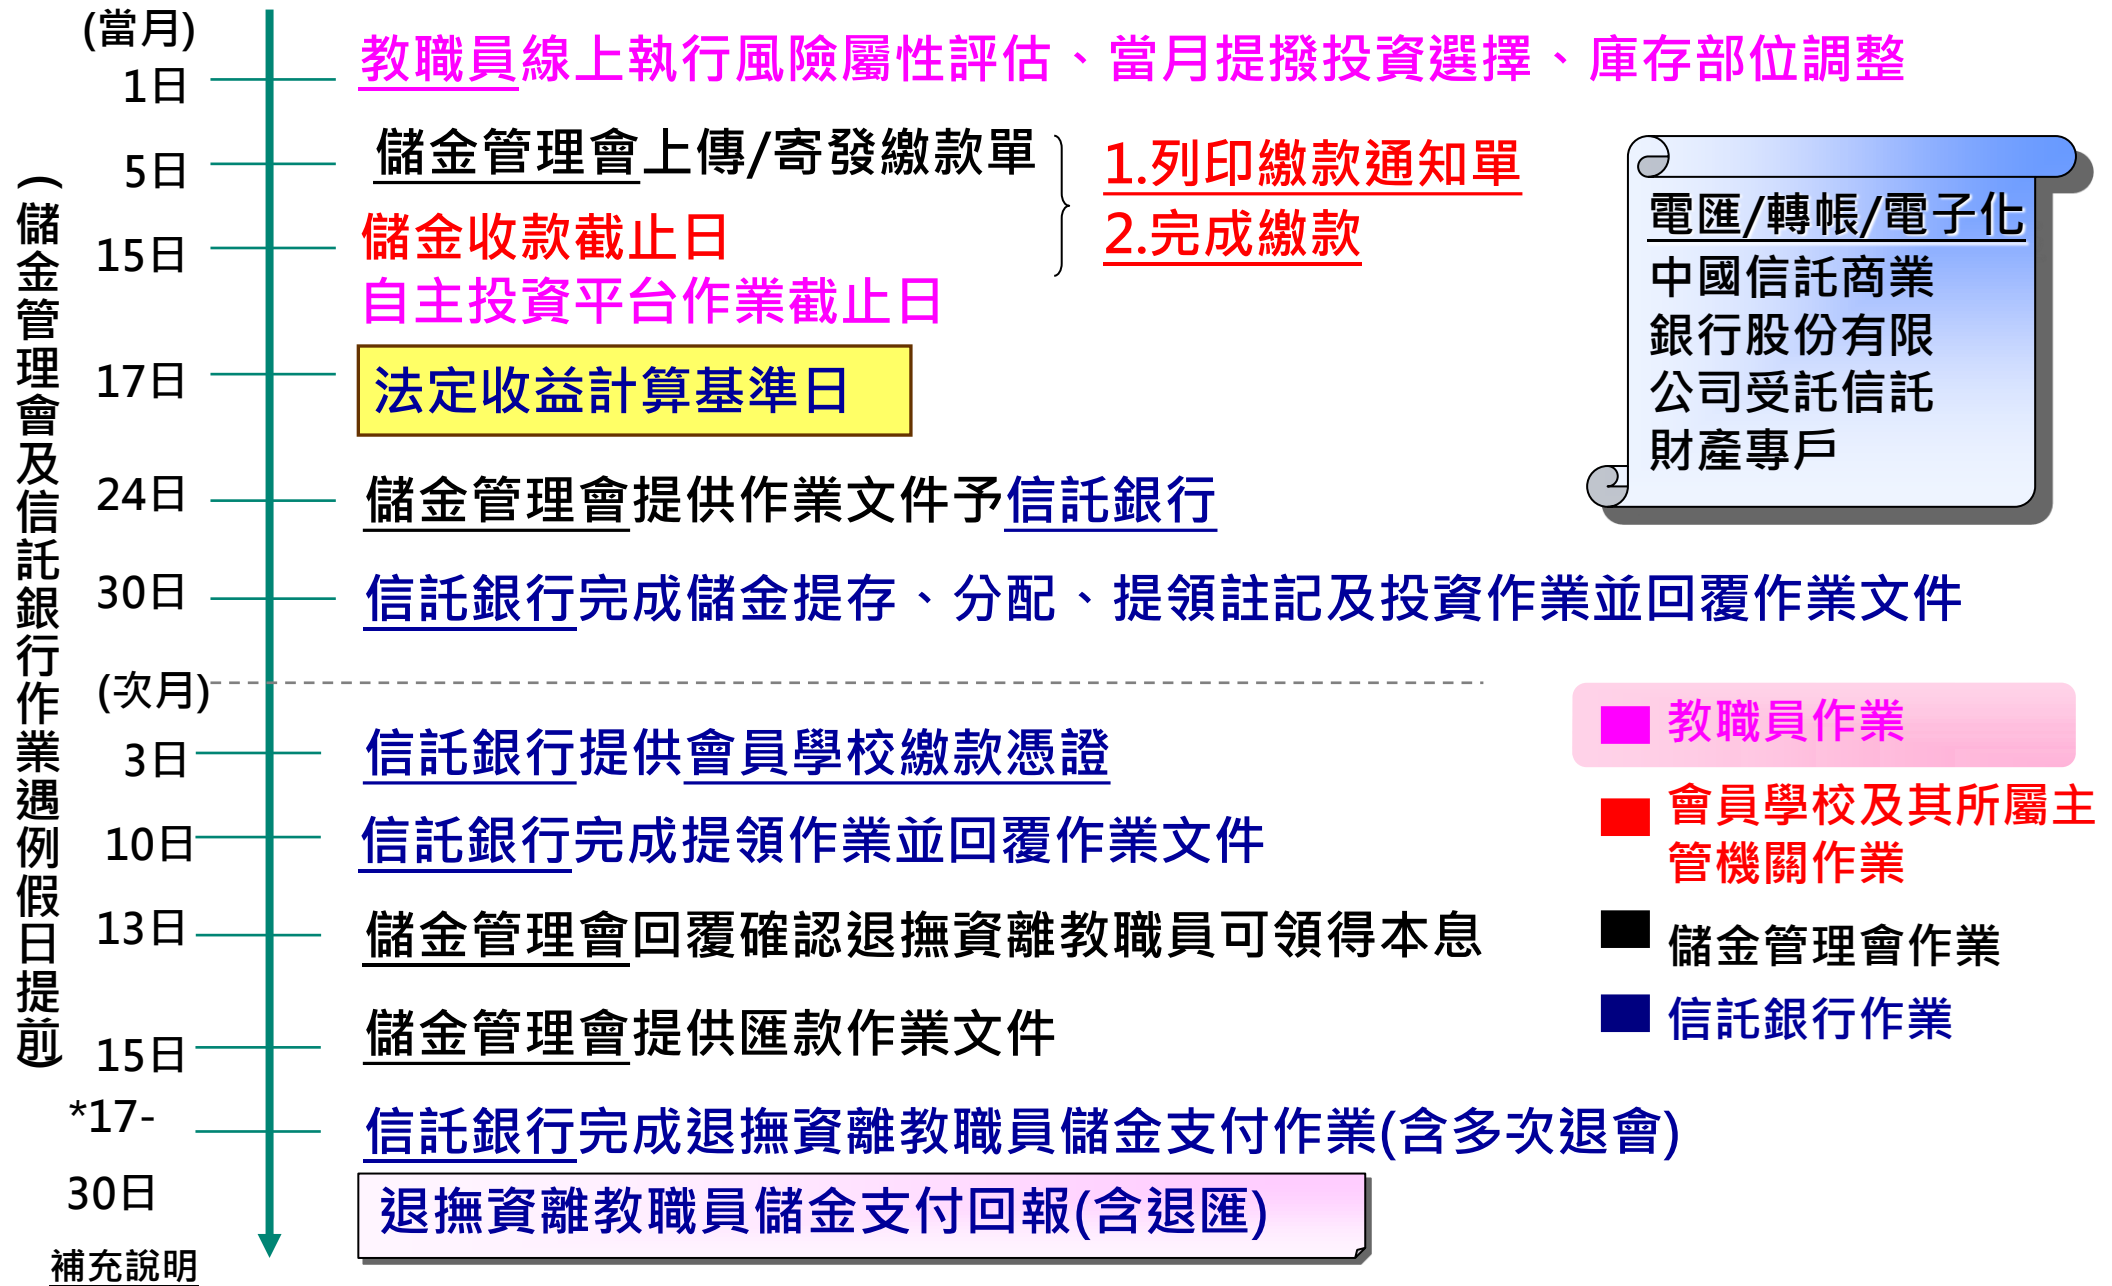 (當月)
1日
教職員線上執行風險屬性評估、當月提撥投資選擇、庫存部位調整
5日
儲金管理會上傳/寄發繳款單
1.列印繳款通知單
15日
儲金收款截止日
2.完成繳款
自主投資平台作業截止日
17日
法定收益計算基準日
24日
儲金管理會提供作業文件予信託銀行
30日
信託銀行完成儲金提存、分配、提領註記及投資作業並回覆作業文件
(次月)
3日
信託銀行提供會員學校繳款憑證
10日
信託銀行完成提領作業並回覆作業文件
13日
儲金管理會回覆確認退撫資離教職員可領得本息
15日
儲金管理會提供匯款作業文件
*17-
30日
信託銀行完成退撫資離教職員儲金支付作業(含多次退會)
退撫資離教職員儲金支付回報(含退匯)
補充說明
(儲金管理會及信託銀行作業遇例假日提前)
電匯/轉帳/電子化
中國信託商業
銀行股份有限
公司受託信託
財產專戶
教職員作業
會員學校及其所屬主
管機關作業
儲金管理會作業
信託銀行作業